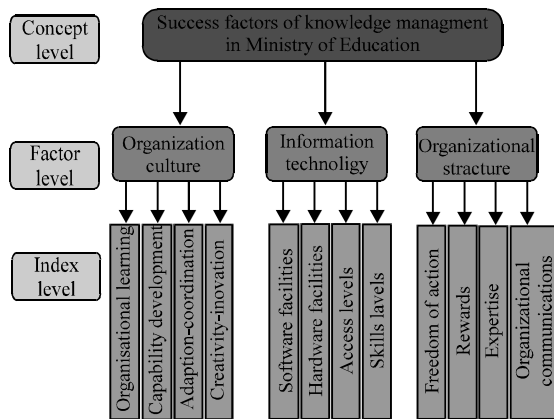 Concept
level
Success factors of knowledge managment
in Ministry of Education
Factor
level
Organization
culture
Information
technoligy
Organizational
stracture
Index
level
Organisational learning
Capability development
Adaption-coordination
Creativity-inovation
Software facilities
Hardware facilities
Access levels
Skills lavels
Freedom of action
Rewards
Expertise
Organizational
communications